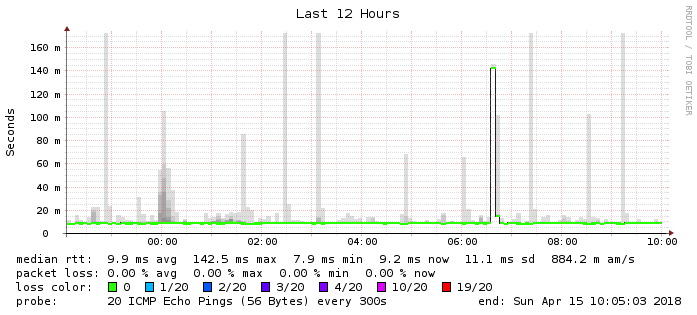 Last 12 Hours
RRDTOOL / TOBI OETIKER
Seconds
160 m
140 m
120 m
100 m
80 m
60 m
40 m
20 m
0
00:00 02:00 04:00 06:00 08:00 10:00
median rtt: 9.9 ms avg 142.5 ms max 7.9 ms min 9.2 ms now 11.1 ms sd 884.2 m am/s
packet loss: 0.00 % avg 0.00 % max 0.00 % min 0.00 % now
loss color: 0 1/20 2/20 3/20 4/20 10/20 19/20
probe: 20 ICMP Echo Pings (56 Bytes) every 300s end: Sun Apr 15 10:05:03 2018